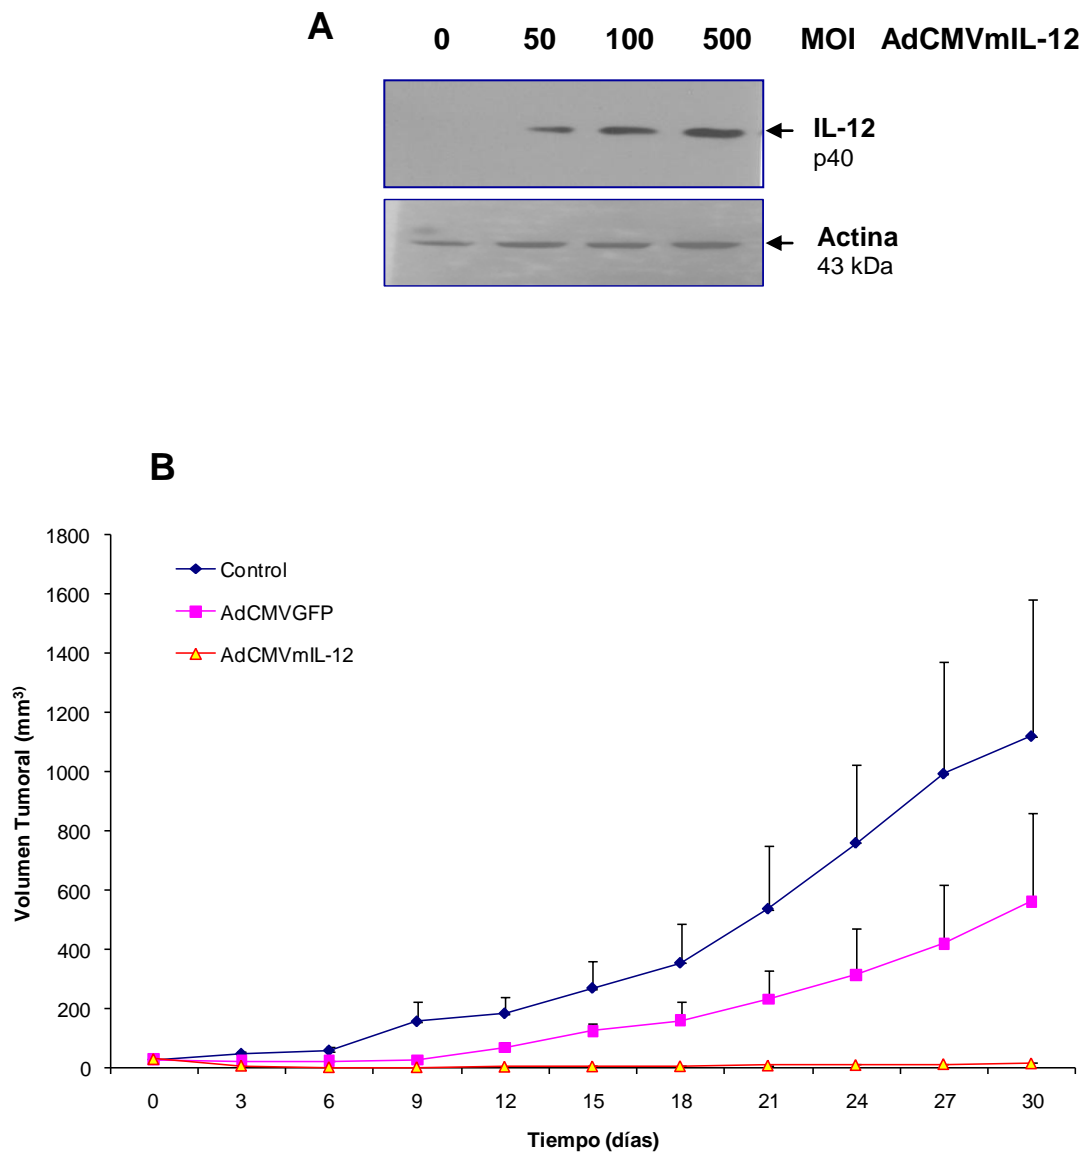 A
0 50 100 500 MOI AdCMVmIL-12
IL-12
p40
Actina
43 kDa
B
1800
1600
1400
1200
1000
800
600
400
200
0
Control
AdCMVGFP
AdCMVmIL-12
Volumen Tumoral (mm³⁾
0 3 6 9 12 15 18 21 24 27 30
Tiempo (días)